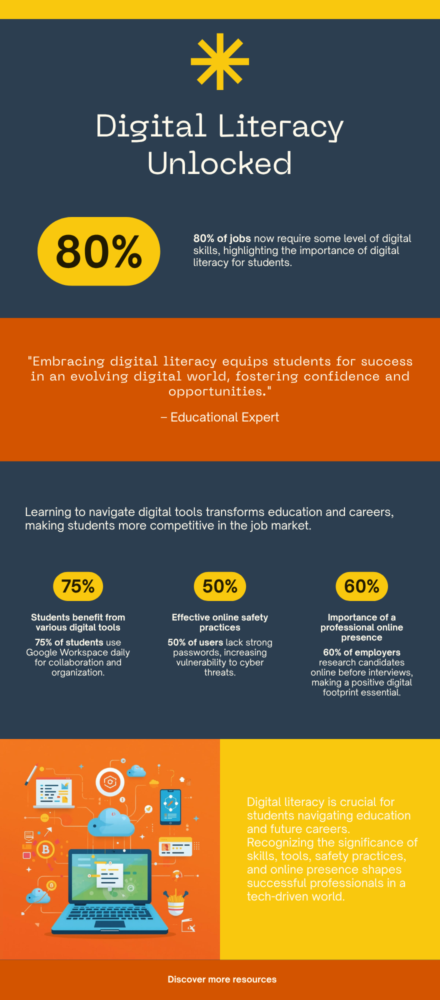 Digital Literacy
Unlocked
80%
80% of jobs now require some level of digital
skills, highlighting the importance of digital
literacy for students.
"Embracing digital literacy equips students for success
in an evolving digital world, fostering confidence and
opportunities."
– Educational Expert
Learning to navigate digital tools transforms education and careers,
making students more competitive in the job market.
75%
Students benefit from
various digital tools
75% of students use
Google Workspace daily
for collaboration and
organization.
50%
Effective online safety
practices
50% of users lack strong
passwords, increasing
vulnerability to cyber
threats.
60%
Importance of a
professional online
presence
60% of employers
research candidates
online before interviews,
making a positive digital
footprint essential.
Digital literacy is crucial for
students navigating education
and future careers.
Recognizing the significance of
skills, tools, safety practices,
and online presence shapes
successful professionals in a
tech-driven world.
Discover more resources